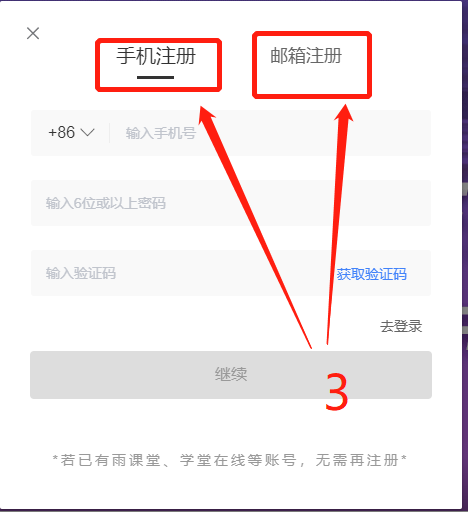 手机注册 邮箱注册
+86 输入手机号
输入6位或以上密码
输入验证码 获取验证码
去登录
继续
3
*若已有雨课堂、学堂在线等账号，无需再注册*